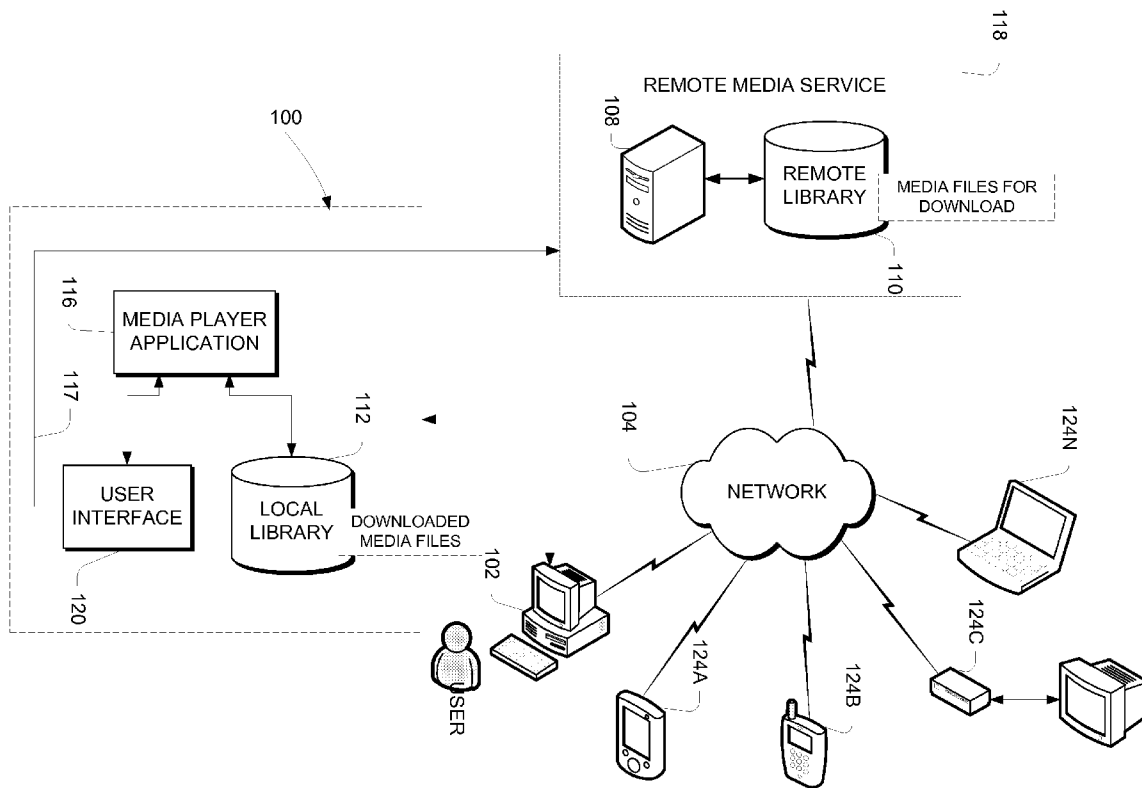 118
REMOTE MEDIA SERVICE
108
100
REMOTE
LIBRARY
MEDIA FILES FOR
DOWNLOAD
110
116
MEDIA PLAYER
APPLICATION
117
112
104
124N
NETWORK
USER
INTERFACE
LOCAL
LIBRARY
DOWNLOADED
MEDIA FILES
102
120
124C
124A
124B
USER